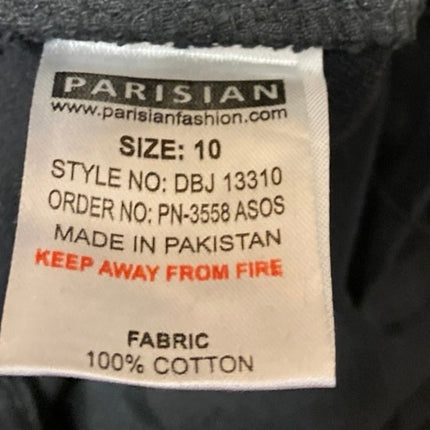 PARISIAN
www.parisianfashion.com
SIZE: 10
STYLE NO: DBJ 13310
ORDER NO: PN-3558 ASOS
MADE IN PAKISTAN
KEEP AWAY FROM FIRE
FABRIC
100% COTTON